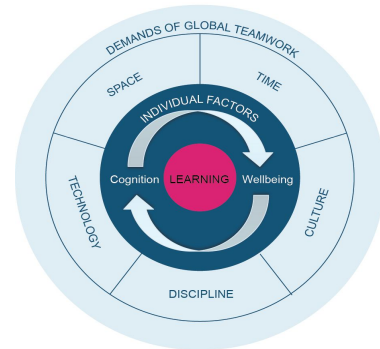 DEMANDS OF GLOBAL TEAMWORK
SPACE
TIME
INDIVIDUAL FACTORS
Cognition
LEARNING
Wellbeing
TECHNOLOGY
CULTURE
DISCIPLINE